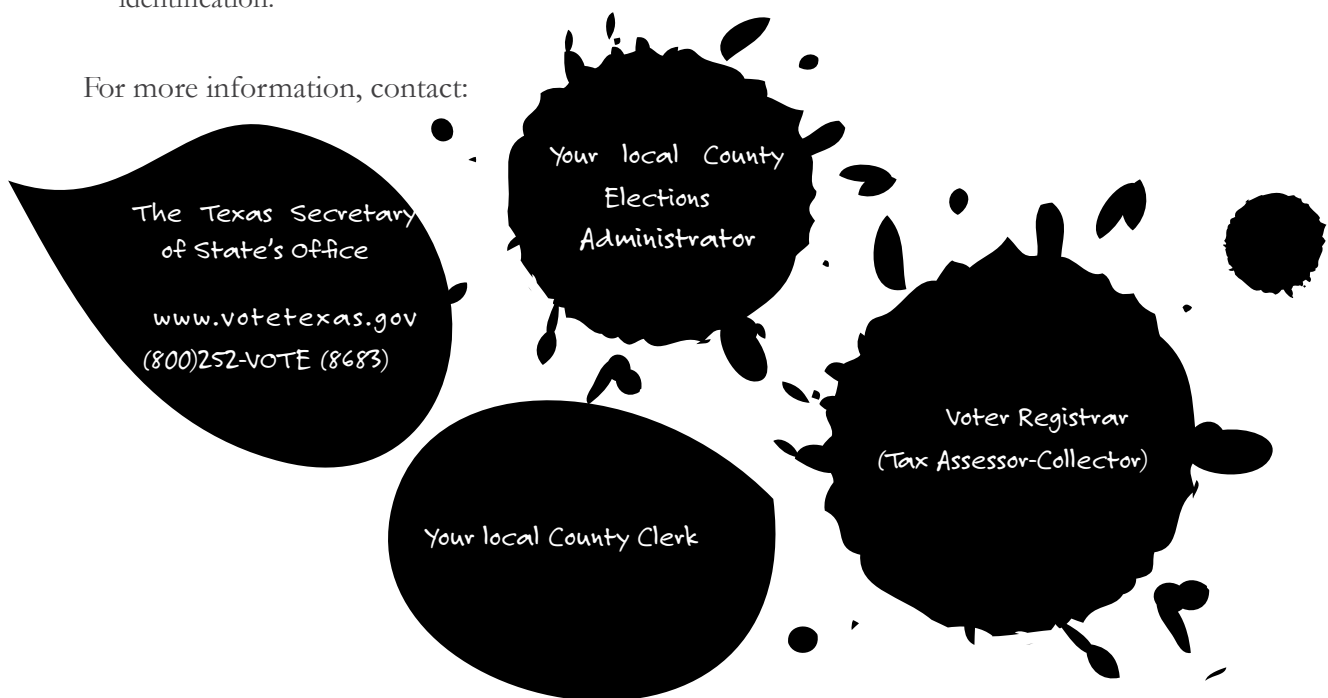 identification.
For more information, contact:
The Texas Secretary
of State's Office
www.votetexas.gov
(800)252-VOTE (8683)
Your local County
Elections
Administrator
Voter Registrar
(Tax Assessor-Collector)
Your local County Clerk